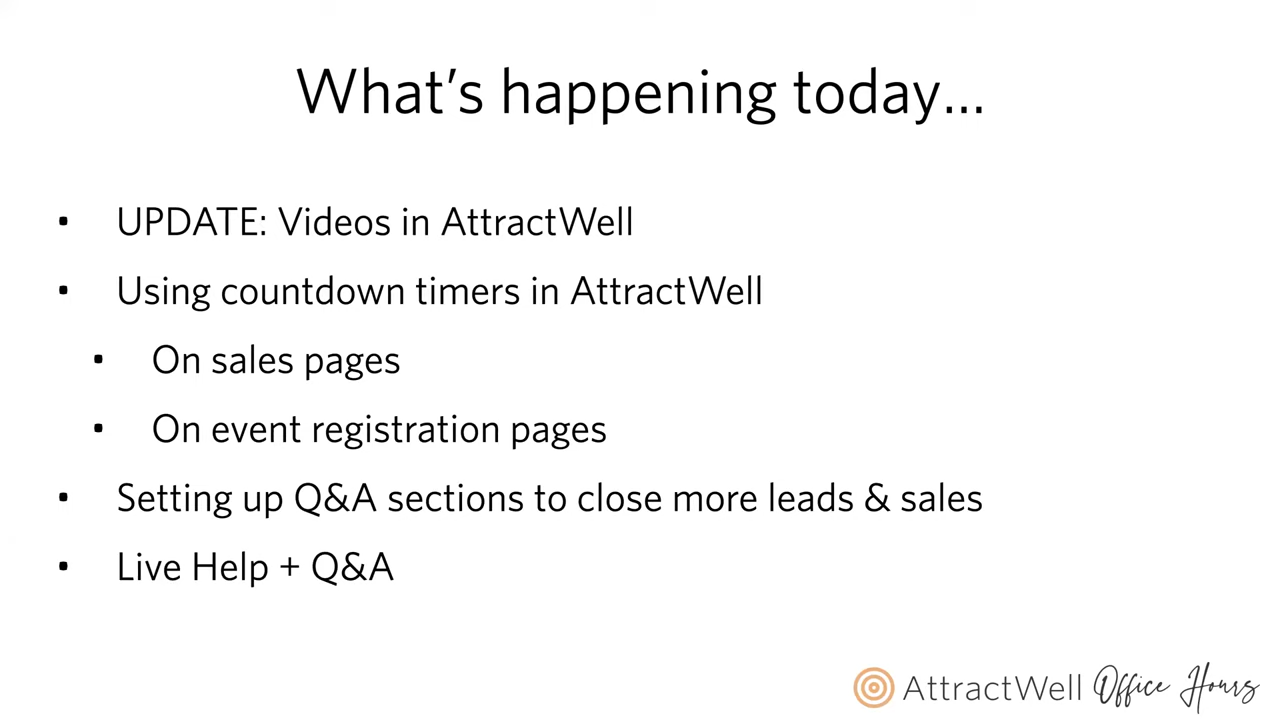 What’s happening today...
▪ UPDATE: Videos in AttractWell
▪ Using countdown timers in AttractWell
▪ On sales pages
▪ On event registration pages
▪ Setting up Q&A sections to close more leads & sales
▪ Live Help + Q&A
AttractWell Office Hours